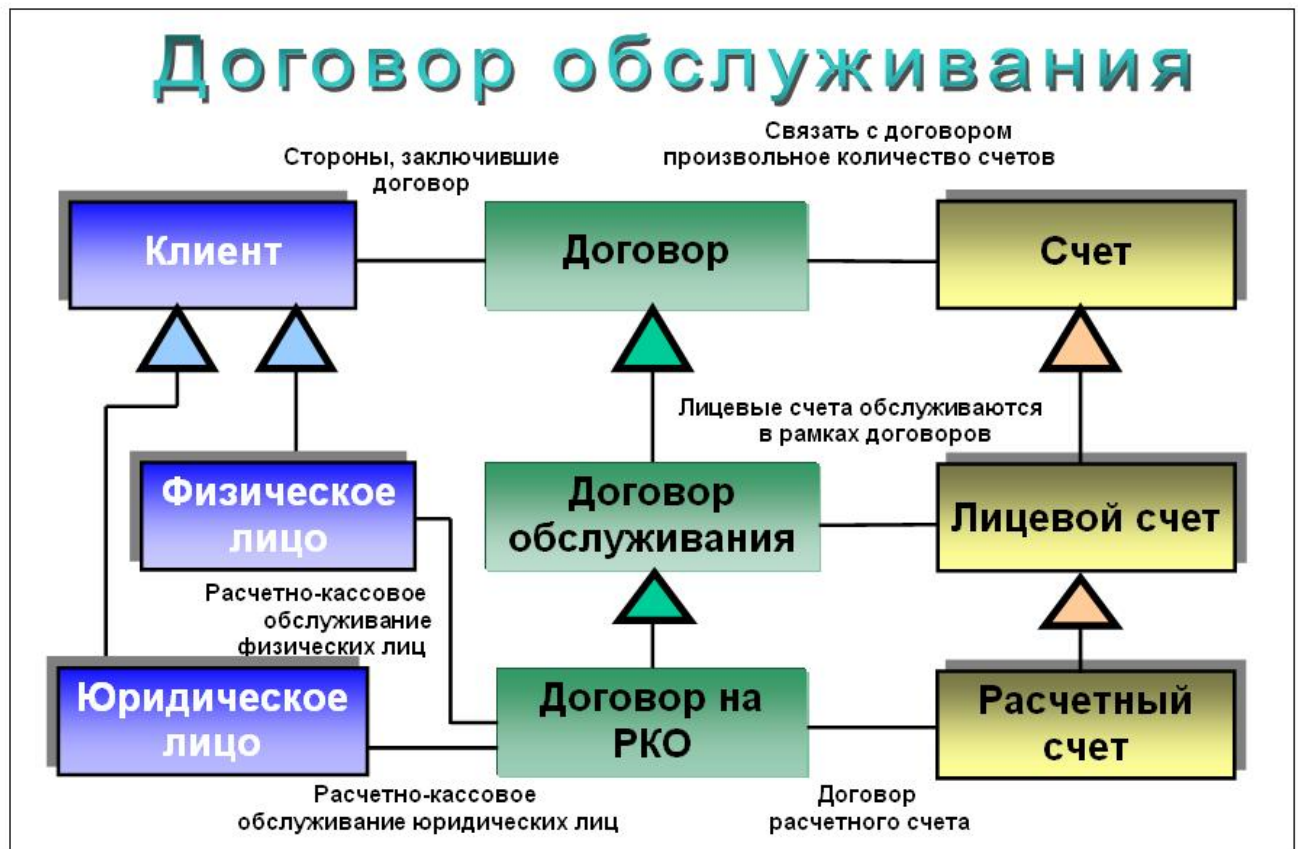 Договор обслуживания
Стороны, заключившие
договор
Связать с договором
произвольное количество счетов
Клиент
Договор
Счет
Лицевые счета обслуживаются
в рамках договоров
Физическое
лицо
Договор
обслуживания
Лицевой счет
Расчетно-кассовое
обслуживание
физических лиц
Юридическое
лицо
Договор на
РКО
Расчетный
счет
Расчетно-кассовое
обслуживание юридических лиц
Договор
расчетного счета